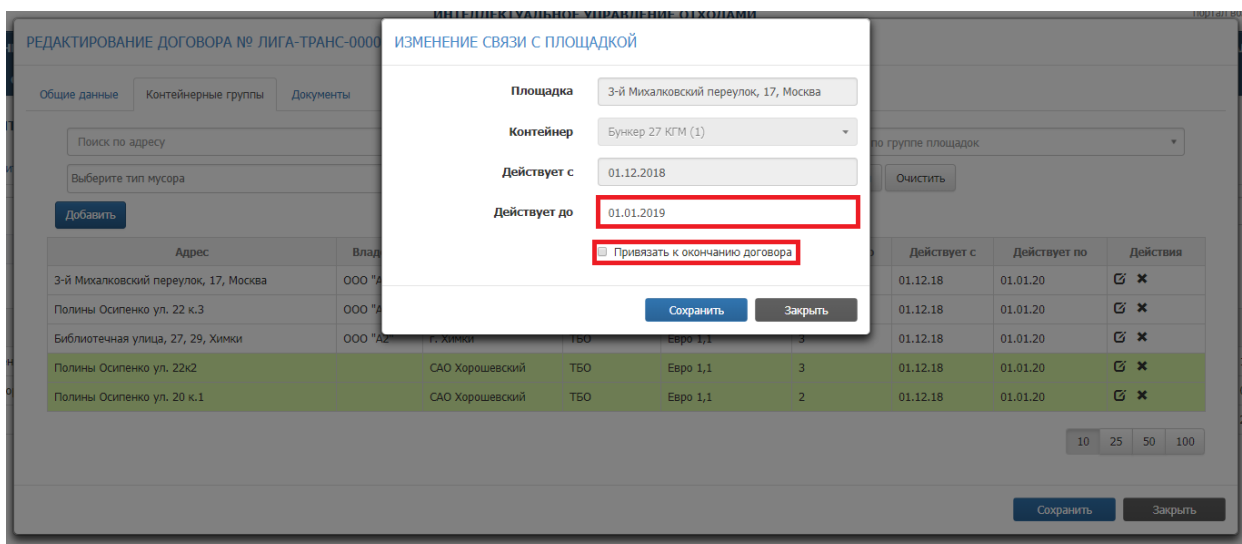 ИНТЕЛЛЕКТУАЛЬНОЕ УПРАВЛЕНИЕ ОТХОДАМИ
портал во
РЕДАКТИРОВАНИЕ ДОГОВОРА № ЛИГА-ТРАНС-0000
ИЗМЕНЕНИЕ СВЯЗИ С ПЛОЩАДКОЙ
Общие данные Контейнерные группы Документы
Площадка 3-й Михалковский переулок, 17, Москва
Контейнер Бункер 27 КГМ (1)
Поиск по адресу
по группе площадок
Действует с 01.12.2018
Выберите тип мусора
Очистить
Действует до 01.01.2019
Добавить
Привязать к окончанию договора
Адрес Влад Действует с Действует по Действия
3-й Михалковский переулок, 17, Москва ООО "А 01.12.18 01.01.20
Сохранить Закрыть
Полины Осипенко ул. 22 к.3 ООО "А 01.12.18 01.01.20
Библиотечная улица, 27, 29, Химки ООО "А2" г. Химки ТБО Евро 1,1 3 01.12.18 01.01.20
Полины Осипенко ул. 22к2 САО Хорошевский ТБО Евро 1,1 3 01.12.18 01.01.20
Полины Осипенко ул. 20 к.1 САО Хорошевский ТБО Евро 1,1 2 01.12.18 01.01.20
10 25 50 100
Сохранить Закрыть